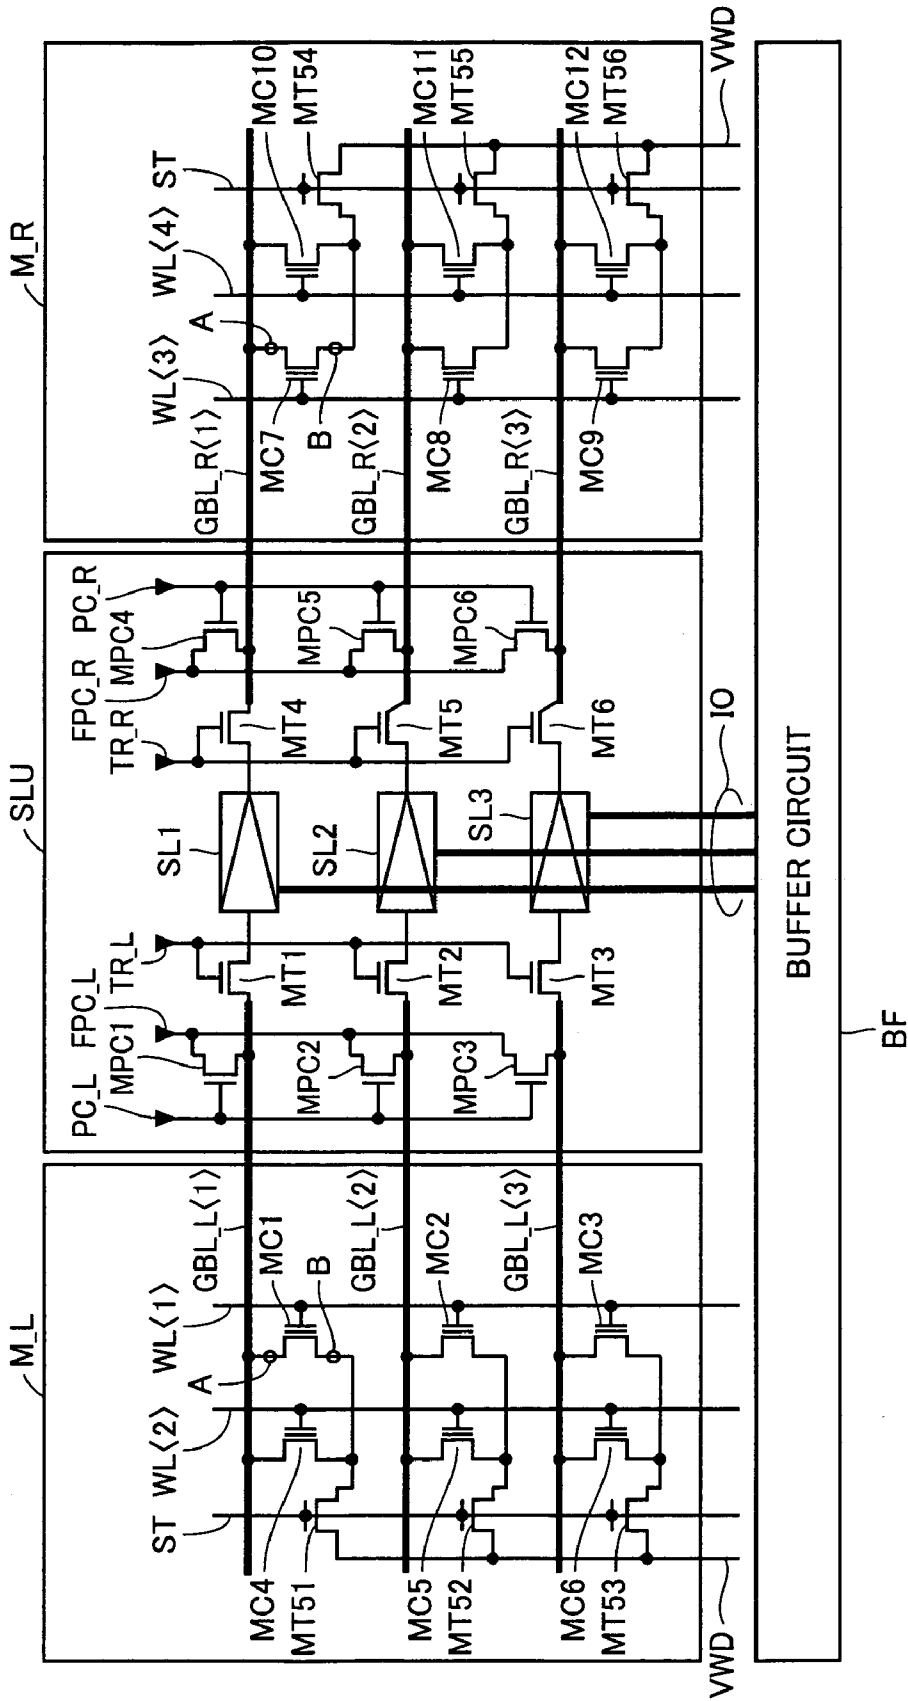 M_L
SLU
M_R
PC_L
FPC_L
FPC_R
PC_R
MPC1
TR_L
TR_R
MPC4
ST
WL⟨2⟩
WL⟨1⟩
SL1
WL⟨3⟩
WL⟨4⟩
ST
A
GBL_L⟨1⟩
GBL_R⟨1⟩
A
MC4
MC1
MC7
MC10
MT51
B
MPC2
MT1
MT4
MPC5
B
MT54
GBL_L⟨2⟩
SL2
GBL_R⟨2⟩
MC5
MC2
MC8
MC11
MT52
MPC3
MT2
MT5
MPC6
MT55
GBL_L⟨3⟩
SL3
GBL_R⟨3⟩
MC6
MC3
MC9
MC12
MT53
MT3
MT6
MT56
VWD
IO
VWD
BUFFER CIRCUIT
BF